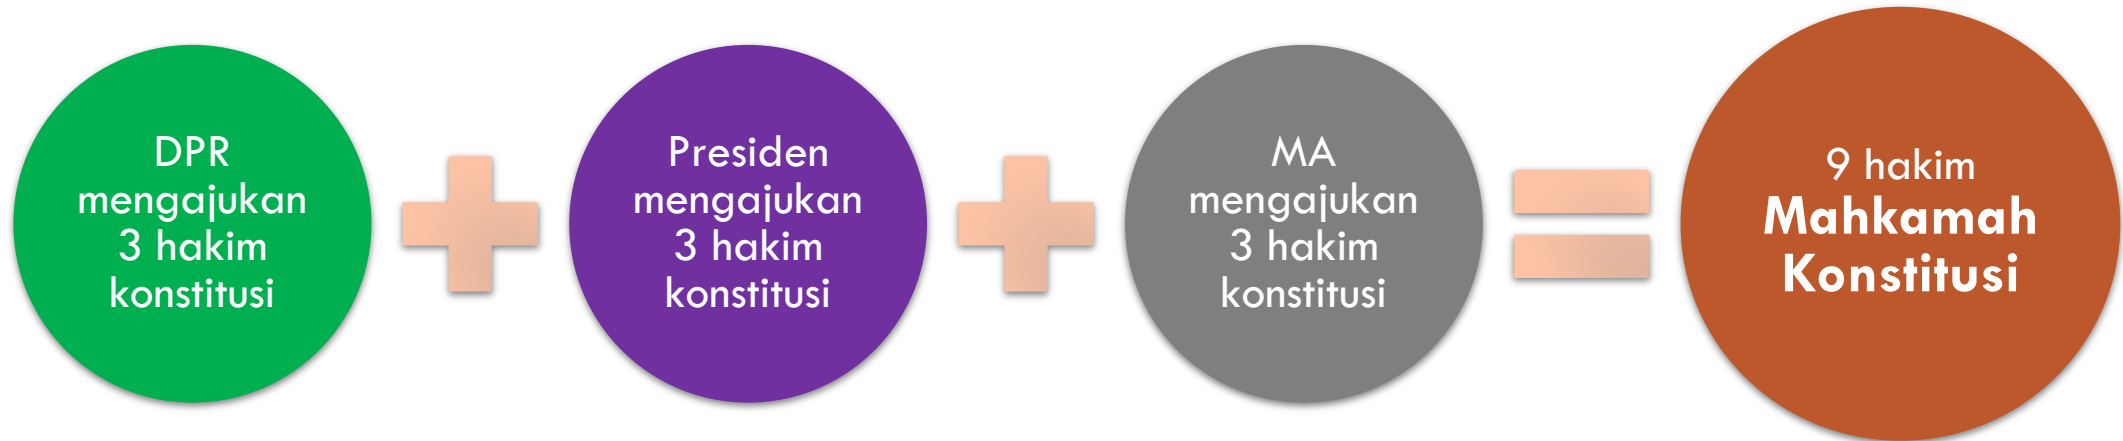 DPR
mengajukan
3 hakim
konstitusi
Presiden
mengajukan
3 hakim
konstitusi
MA
mengajukan
3 hakim
konstitusi
9 hakim
Mahkamah
Konstitusi